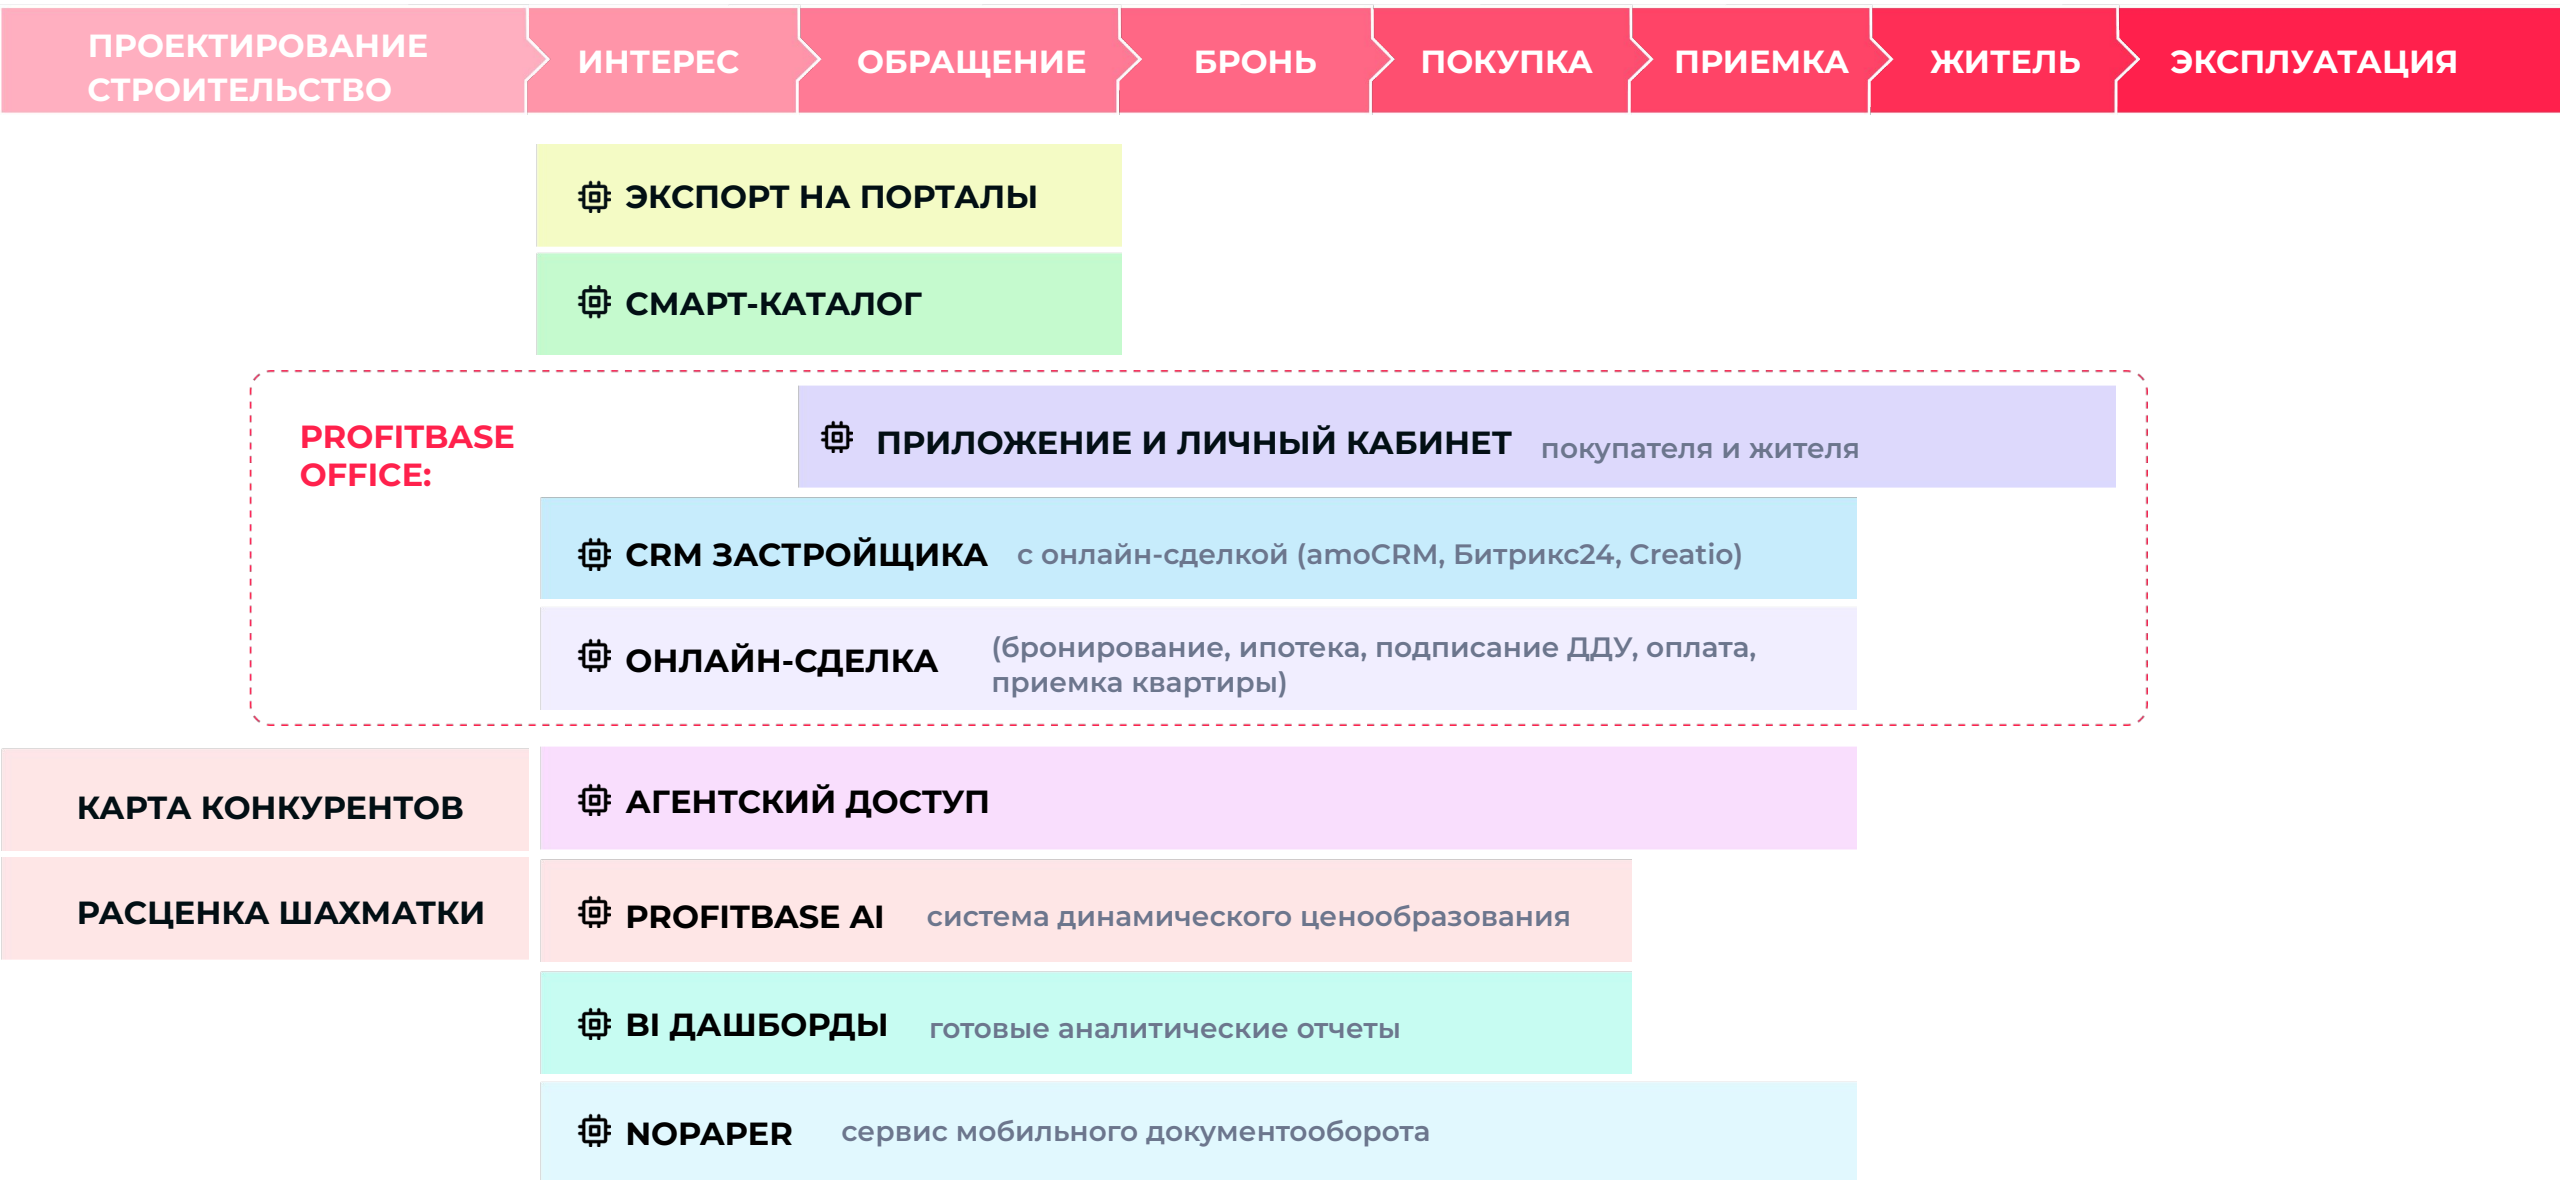 ПРОЕКТИРОВАНИЕ
СТРОИТЕЛЬСТВО
ИНТЕРЕС
ОБРАЩЕНИЕ
БРОНЬ
ПОКУПКА
ПРИЕМКА
ЖИТЕЛЬ
ЭКСПЛУАТАЦИЯ
ЭКСПОРТ НА ПОРТАЛЫ
СМАРТ-КАТАЛОГ
PROFITBASE
OFFICE:
ПРИЛОЖЕНИЕ И ЛИЧНЫЙ КАБИНЕТ покупателя и жителя
CRM ЗАСТРОЙЩИКА с онлайн-сделкой (amoCRM, Битрикс24, Creatio)
ОНЛАЙН-СДЕЛКА (бронирование, ипотека, подписание ДДУ, оплата,
приемка квартиры)
КАРТА КОНКУРЕНТОВ
АГЕНТСКИЙ ДОСТУП
РАСЦЕНКА ШАХМАТКИ
PROFITBASE AI система динамического ценообразования
BI ДАШБОРДЫ готовые аналитические отчеты
NOPAPER сервис мобильного документооборота